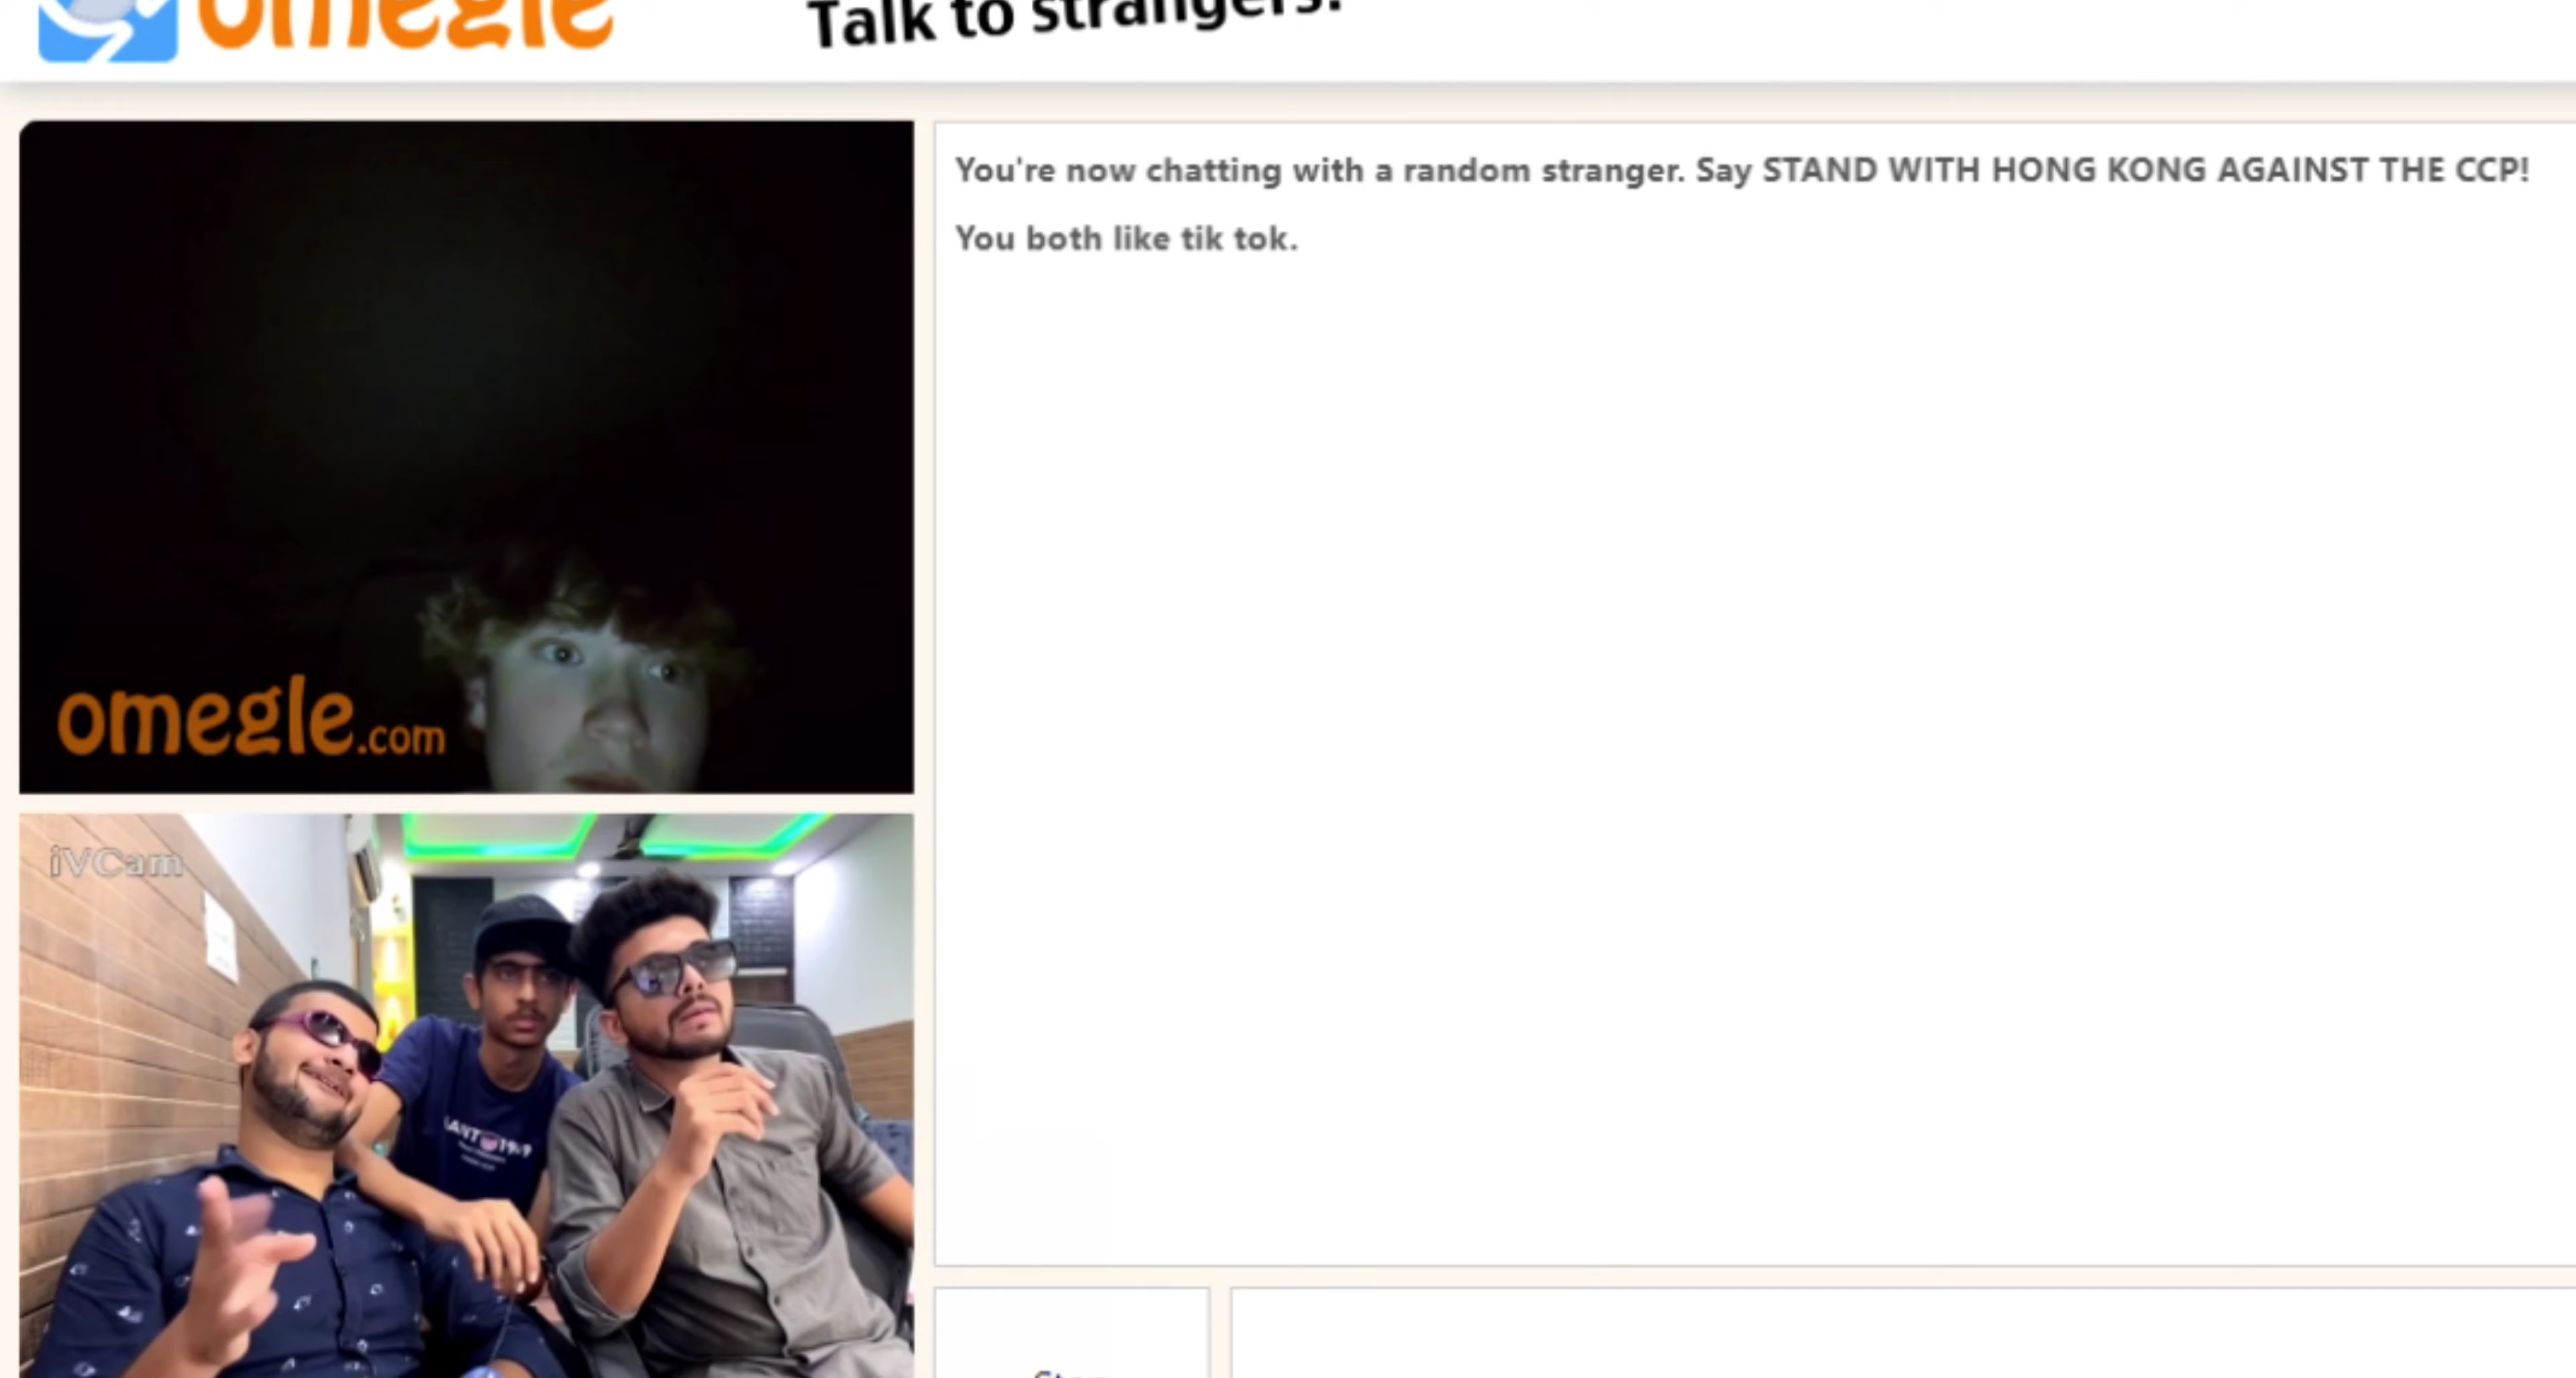 omegle
Talk to strangers!
You're now chatting with a random stranger. Say STAND WITH HONG KONG AGAINST THE CCP!
You both like tik tok.
omegle.com
iVCam